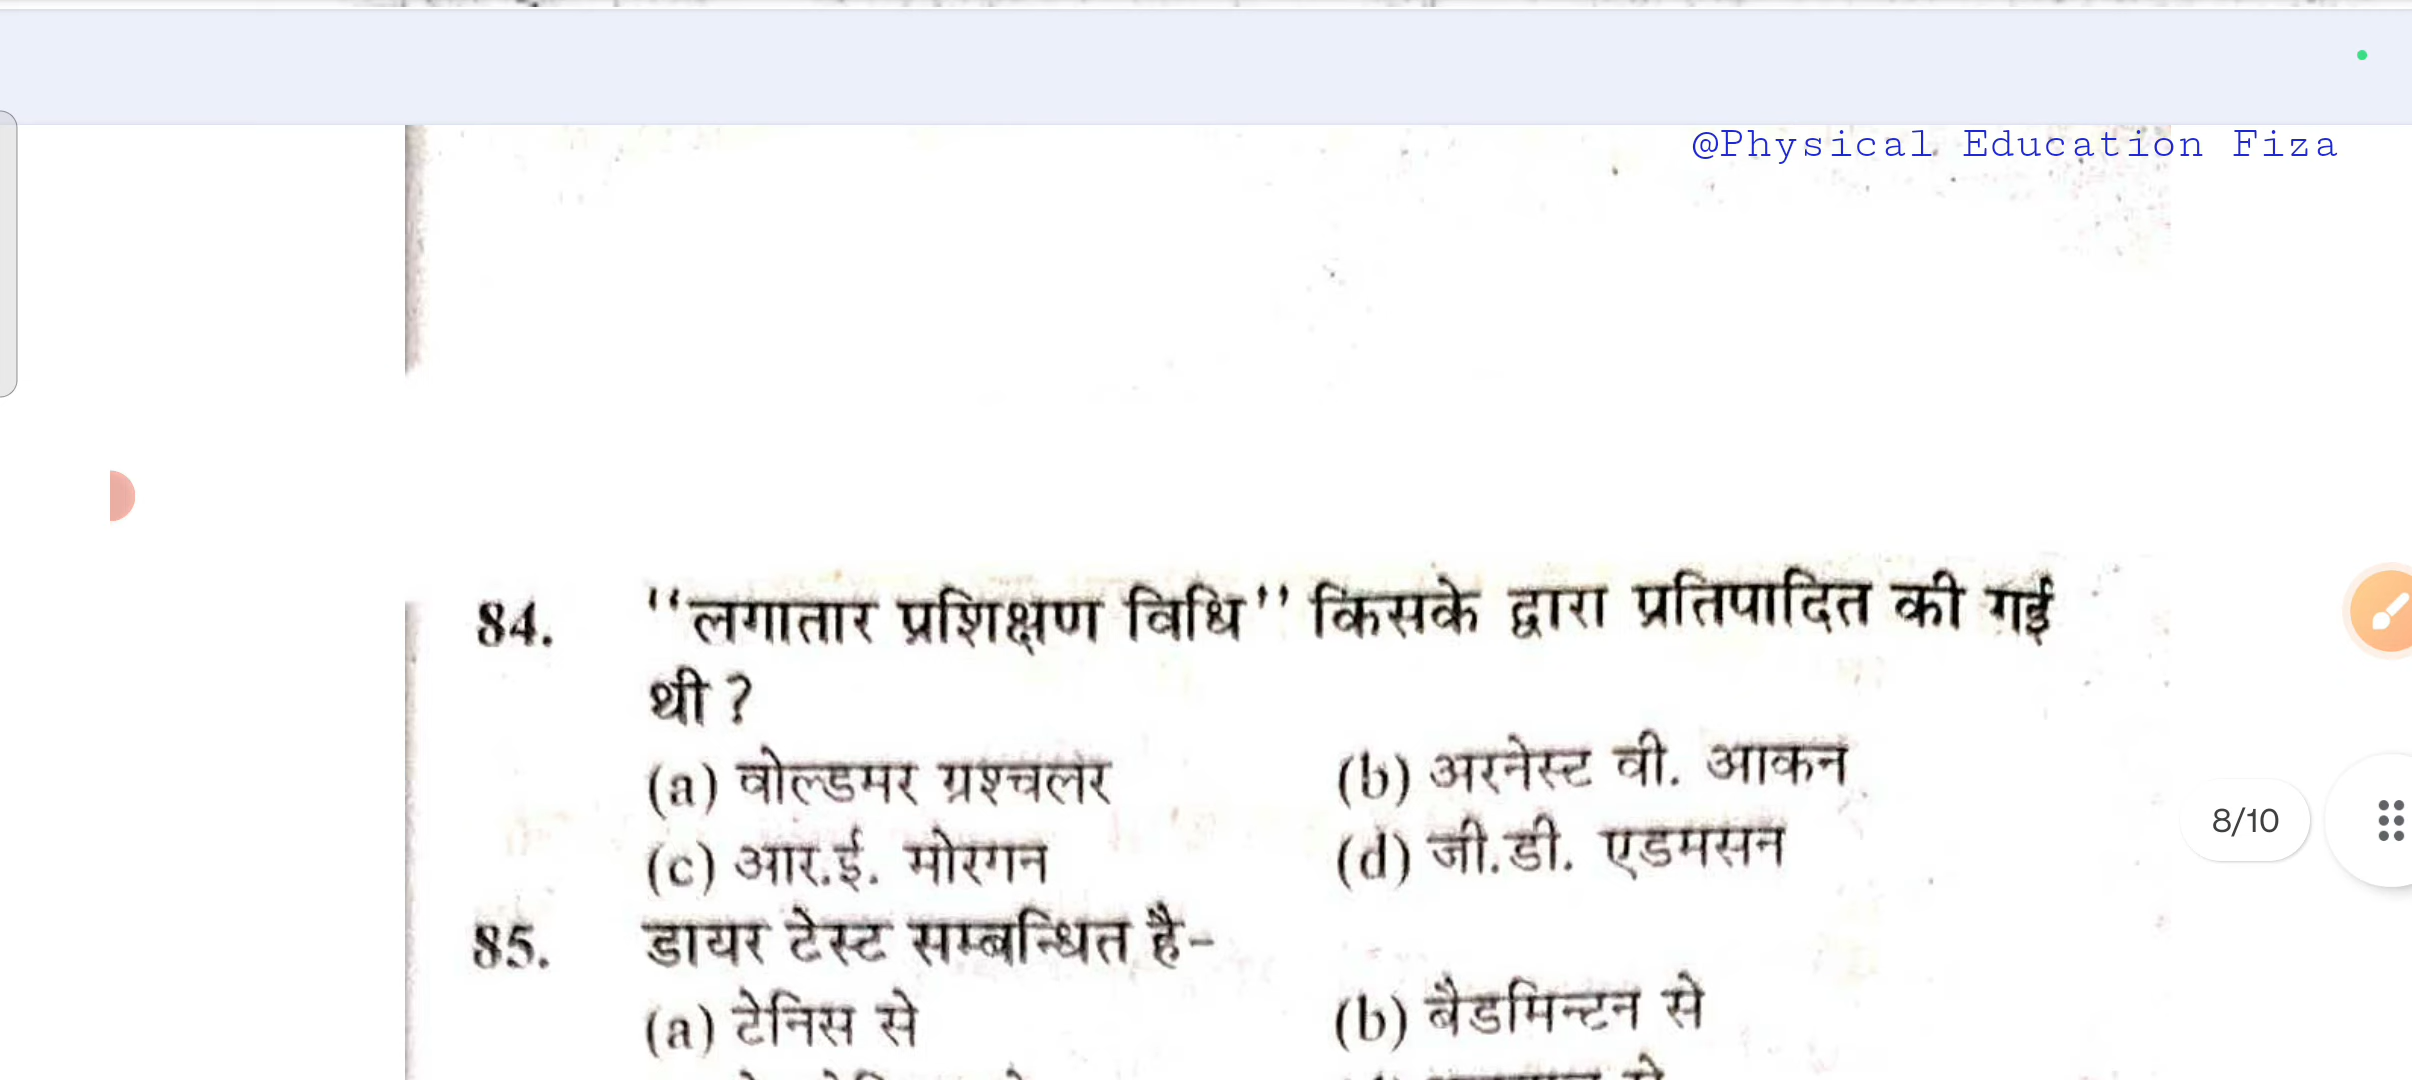 @Physical Education Fiza
84. “लगातार प्रशिक्षण विधि” किसके द्वारा प्रतिपादित की गई
थी ?
(a) वोल्डमर ग्रश्चलर (b) अरनेस्ट वी. आकन
(c) आर.ई. मोरगन (d) जी.डी. एडमसन
8/10
85. डायर टेस्ट सम्बन्धित है-
(a) टेनिस से (b) बैडमिन्टन से